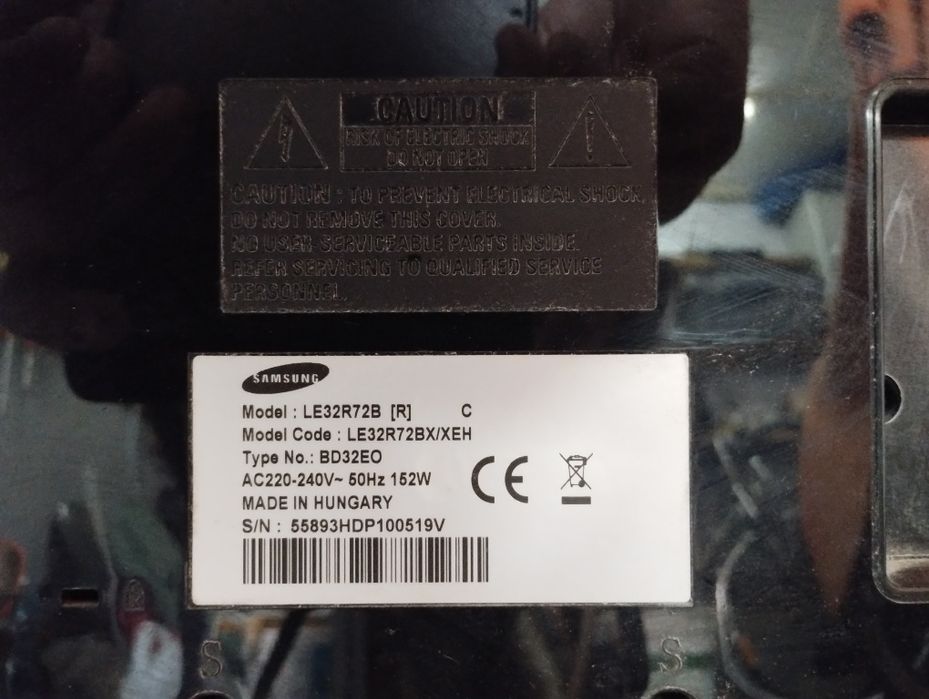 CAUTION
RISK OF ELECTRIC SHOCK
DO NOT OPEN
CAUTION : TO PREVENT ELECTRICAL SHOCK,
DO NOT REMOVE THIS COVER.
NO USER-SERVICEABLE PARTS INSIDE.
REFER SERVICING TO QUALIFIED SERVICE
PERSONNEL.
SAMSUNG
Model : LE32R72B [R] C
Model Code : LE32R72BX/XEH
Type No.: BD32EO
AC220-240V~ 50Hz 152W
MADE IN HUNGARY
S/N : 55893HDP100519V
CE
S S